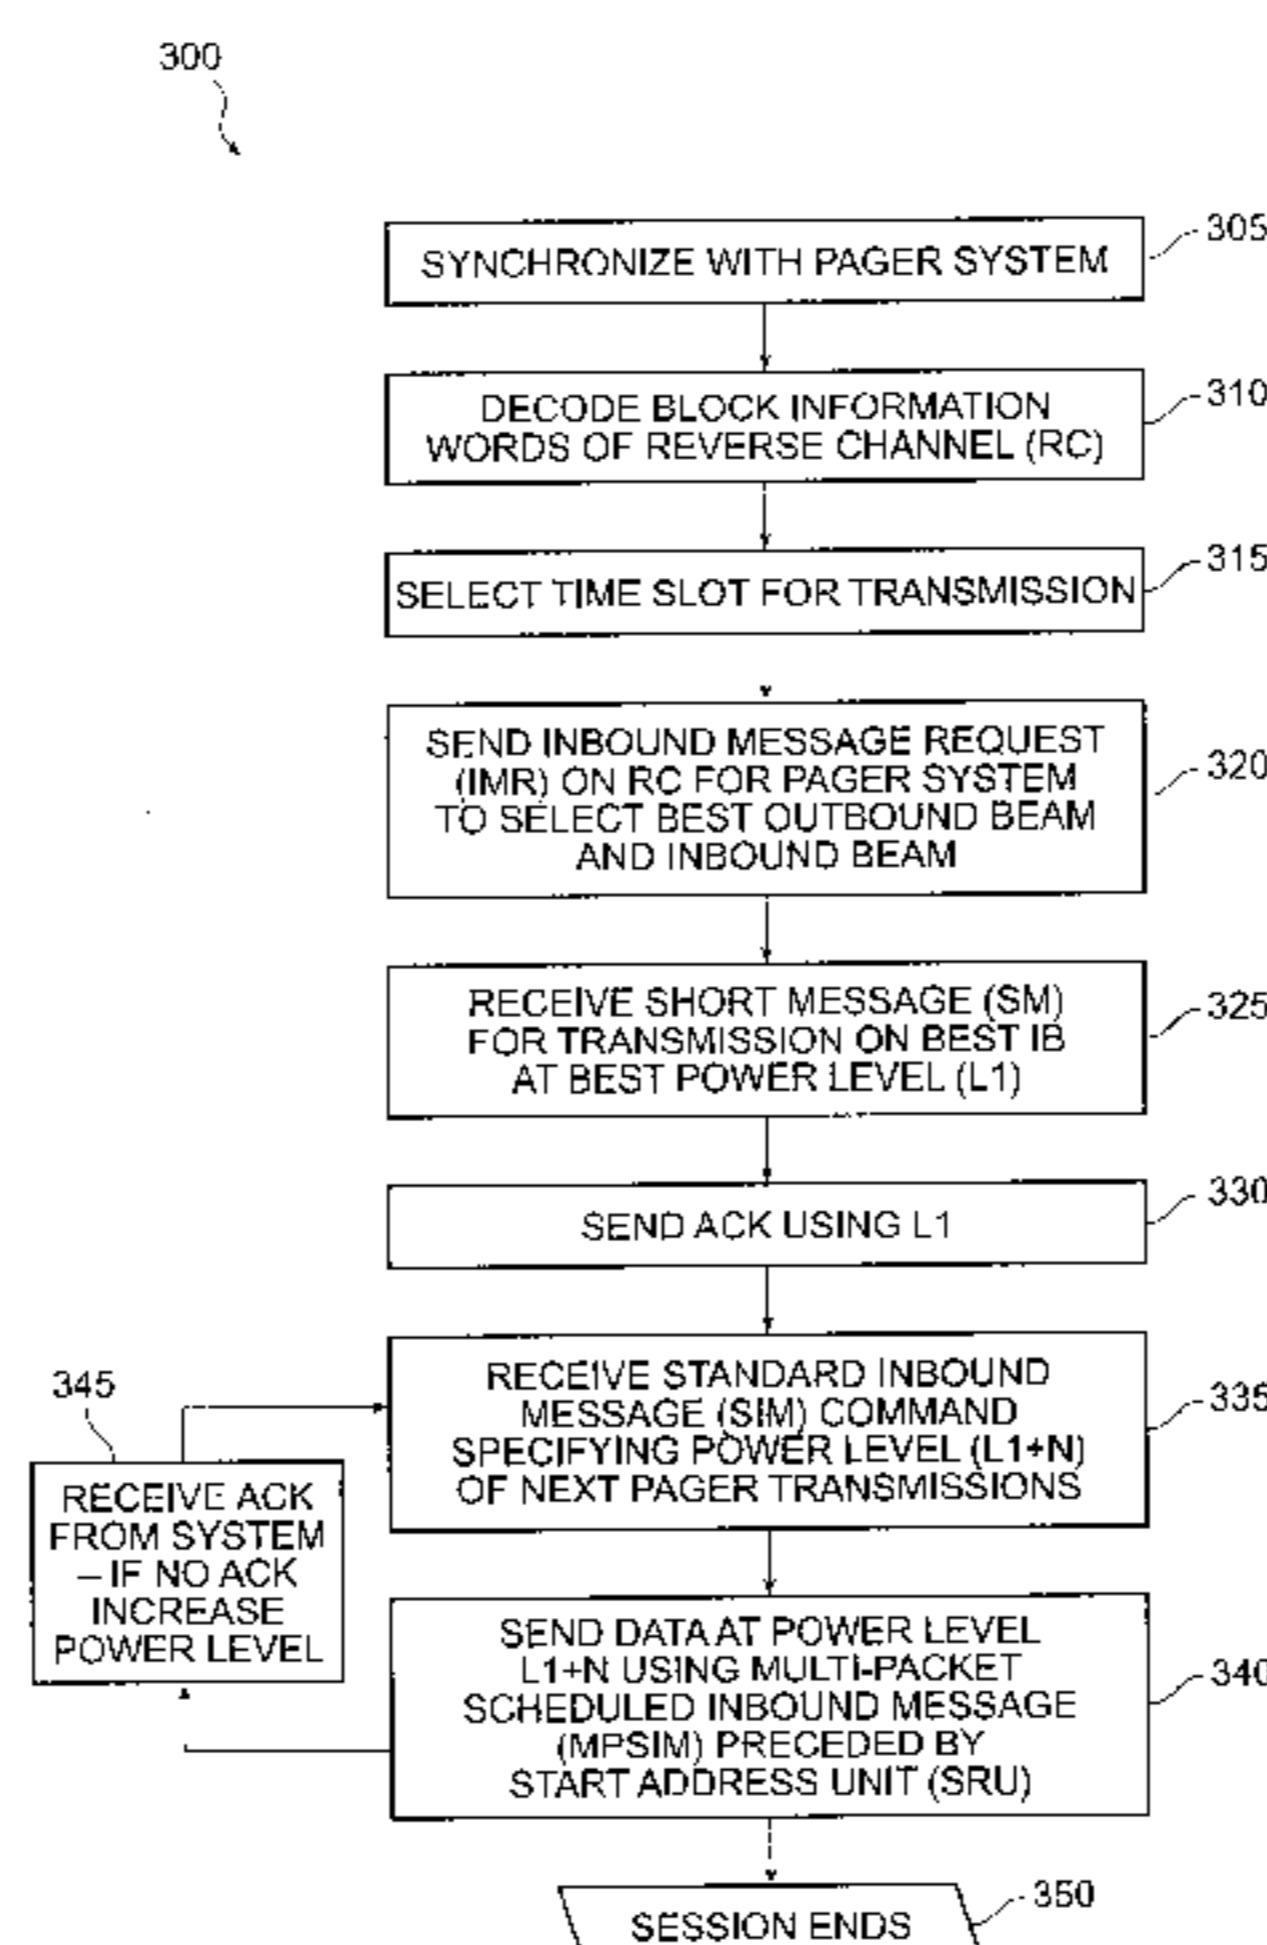 300
SYNCHRONIZE WITH PAGER SYSTEM
305
DECODE BLOCK INFORMATION
WORDS OF REVERSE CHANNEL (RC)
310
SELECT TIME SLOT FOR TRANSMISSION
315
SEND INBOUND MESSAGE REQUEST
(IMR) ON RC FOR PAGER SYSTEM
TO SELECT BEST OUTBOUND BEAM
AND INBOUND BEAM
320
RECEIVE SHORT MESSAGE (SM)
FOR TRANSMISSION ON BEST IB
AT BEST POWER LEVEL (L1)
325
SEND ACK USING L1
330
RECEIVE STANDARD INBOUND
MESSAGE (SIM) COMMAND
SPECIFYING POWER LEVEL (L1+N)
OF NEXT PAGER TRANSMISSIONS
335
345
RECEIVE ACK
FROM SYSTEM
– IF NO ACK
INCREASE
POWER LEVEL
SEND DATA AT POWER LEVEL
L1+N USING MULTI-PACKET
SCHEDULED INBOUND MESSAGE
(MPSIM) PRECEDED BY
START ADDRESS UNIT (SRU)
340
SESSION ENDS
350